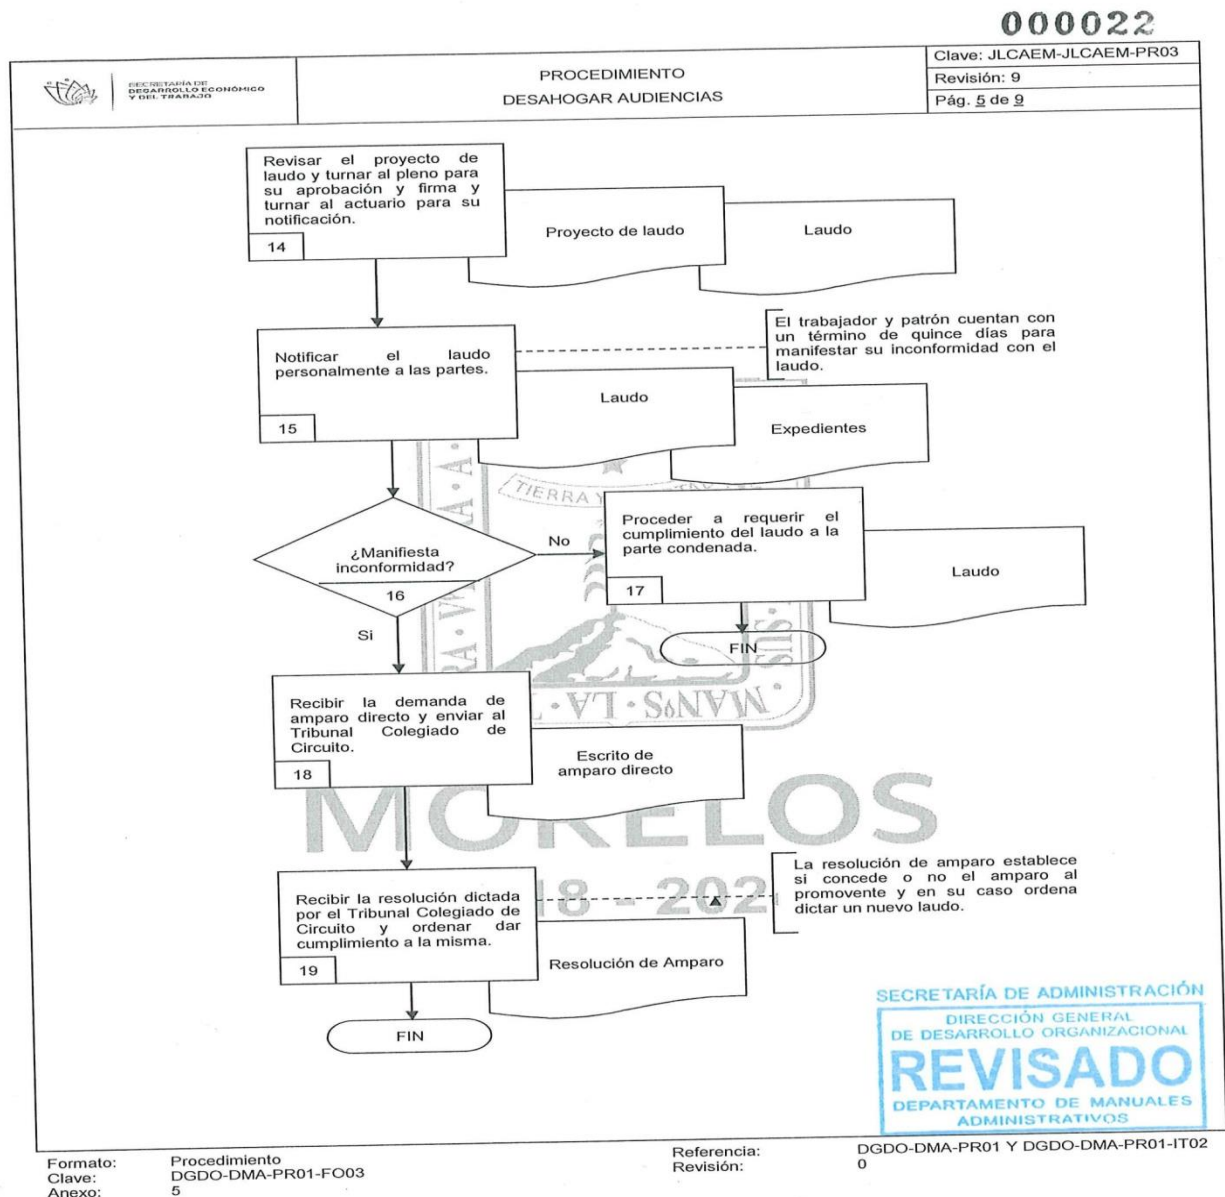 000022
SECRETARÍA DE
DESARROLLO ECONÓMICO
Y DEL TRABAJO
PROCEDIMIENTO
DESAHOGAR AUDIENCIAS
Clave: JLCAEM-JLCAEM-PR03
Revisión: 9
Pág. 5 de 9
Revisar el proyecto de
laudo y turnar al pleno para
su aprobación y firma y
turnar al actuario para su
notificación.
14
Proyecto de laudo
Laudo
El trabajador y patrón cuentan con
un término de quince días para
manifestar su inconformidad con el
laudo.
Notificar el laudo
personalmente a las partes.
15
Laudo
Expedientes
TIERRA Y
¿Manifiesta
inconformidad?
16
No
Si
Proceder a requerir el
cumplimiento del laudo a la
parte condenada.
17
Laudo
FIN
Recibir la demanda de
amparo directo y enviar al
Tribunal Colegiado de
Circuito.
18
Escrito de
amparo directo
MORELOS
18 - 202
Recibir la resolución dictada
por el Tribunal Colegiado de
Circuito y ordenar dar
cumplimiento a la misma.
19
Resolución de Amparo
La resolución de amparo establece
si concede o no el amparo al
promovente y en su caso ordena
dictar un nuevo laudo.
FIN
SECRETARÍA DE ADMINISTRACIÓN
DIRECCIÓN GENERAL
DE DESARROLLO ORGANIZACIONAL
REVISADO
DEPARTAMENTO DE MANUALES
ADMINISTRATIVOS
Formato: Procedimiento
Clave: DGDO-DMA-PR01-FO03
Anexo: 5
Referencia: DGDO-DMA-PR01 Y DGDO-DMA-PR01-IT02
Revisión: 0